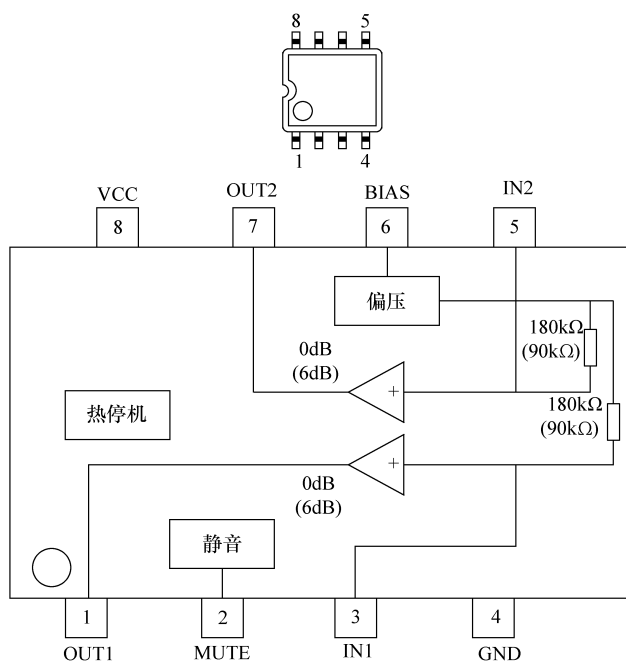 8 5
1 4
VCC OUT2 BIAS IN2
8 7 6 5
偏压
180kΩ
(90kΩ)
0dB
(6dB)
+
180kΩ
(90kΩ)
热停机
+
0dB
(6dB)
静音
1 2 3 4
OUT1 MUTE IN1 GND